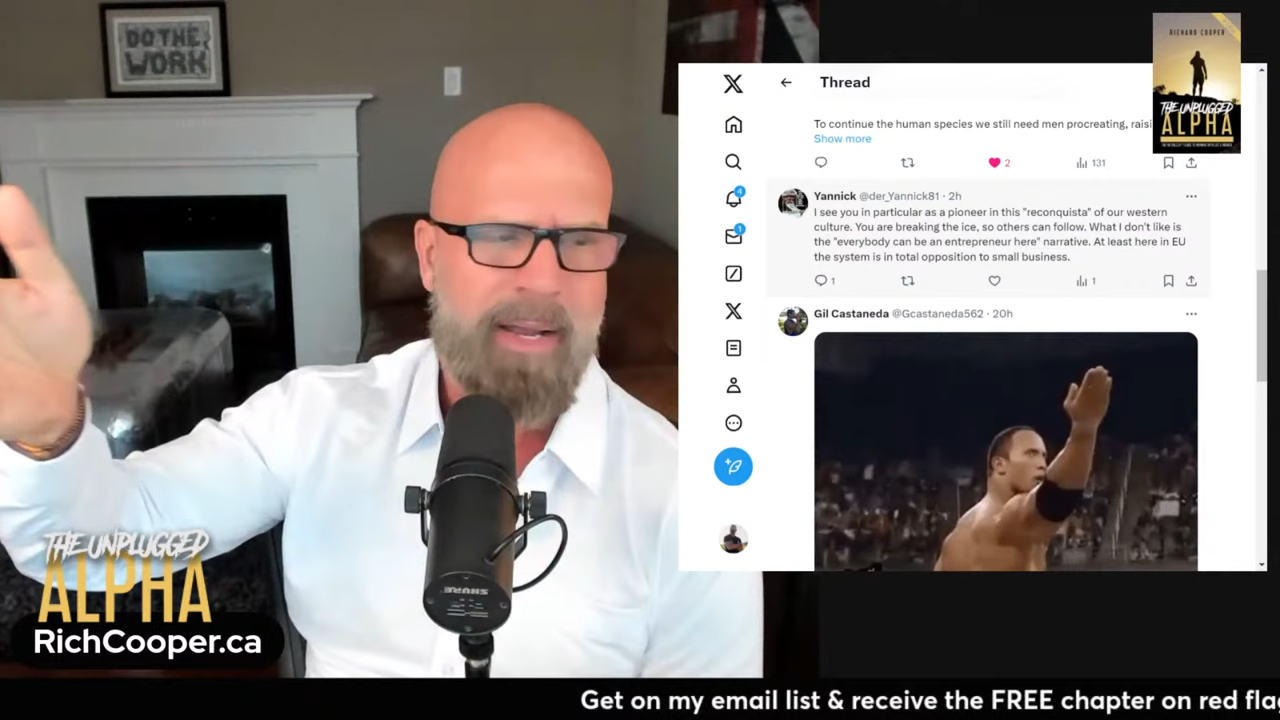 DO THE
WORK
RICHARD COOPER
THE UNPLUGGED
ALPHA
Thread
To continue the human species we still need men procreating, raisi
Show more
2
131
4
Yannick @der_Yannick81 · 2h
I see you in particular as a pioneer in this "reconquista" of our western
culture. You are breaking the ice, so others can follow. What I don't like is
the "everybody can be an entrepreneur here" narrative. At least here in EU
the system is in total opposition to small business.
1
1
1
Gil Castaneda @Gcastaneda562 · 20h
SHURE
THE UNPLUGGED
ALPHA
RichCooper.ca
Get on my email list & receive the FREE chapter on red fla